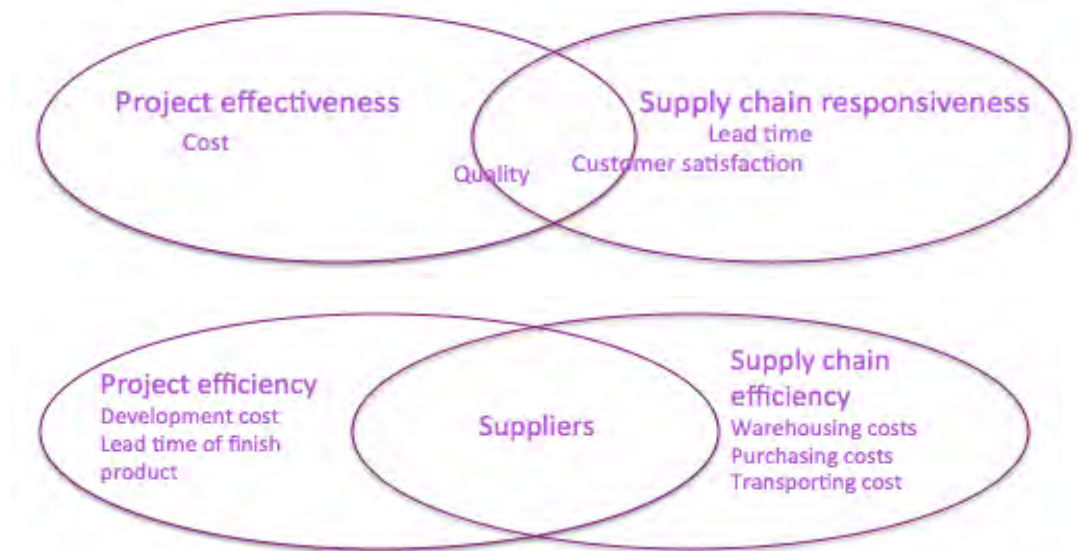 Project effectiveness
Cost
Quality
Supply chain responsiveness
Lead time
Customer satisfaction
Project efficiency
Development cost
Lead time of finish
product
Suppliers
Supply chain
efficiency
Warehousing costs
Purchasing costs
Transporting cost